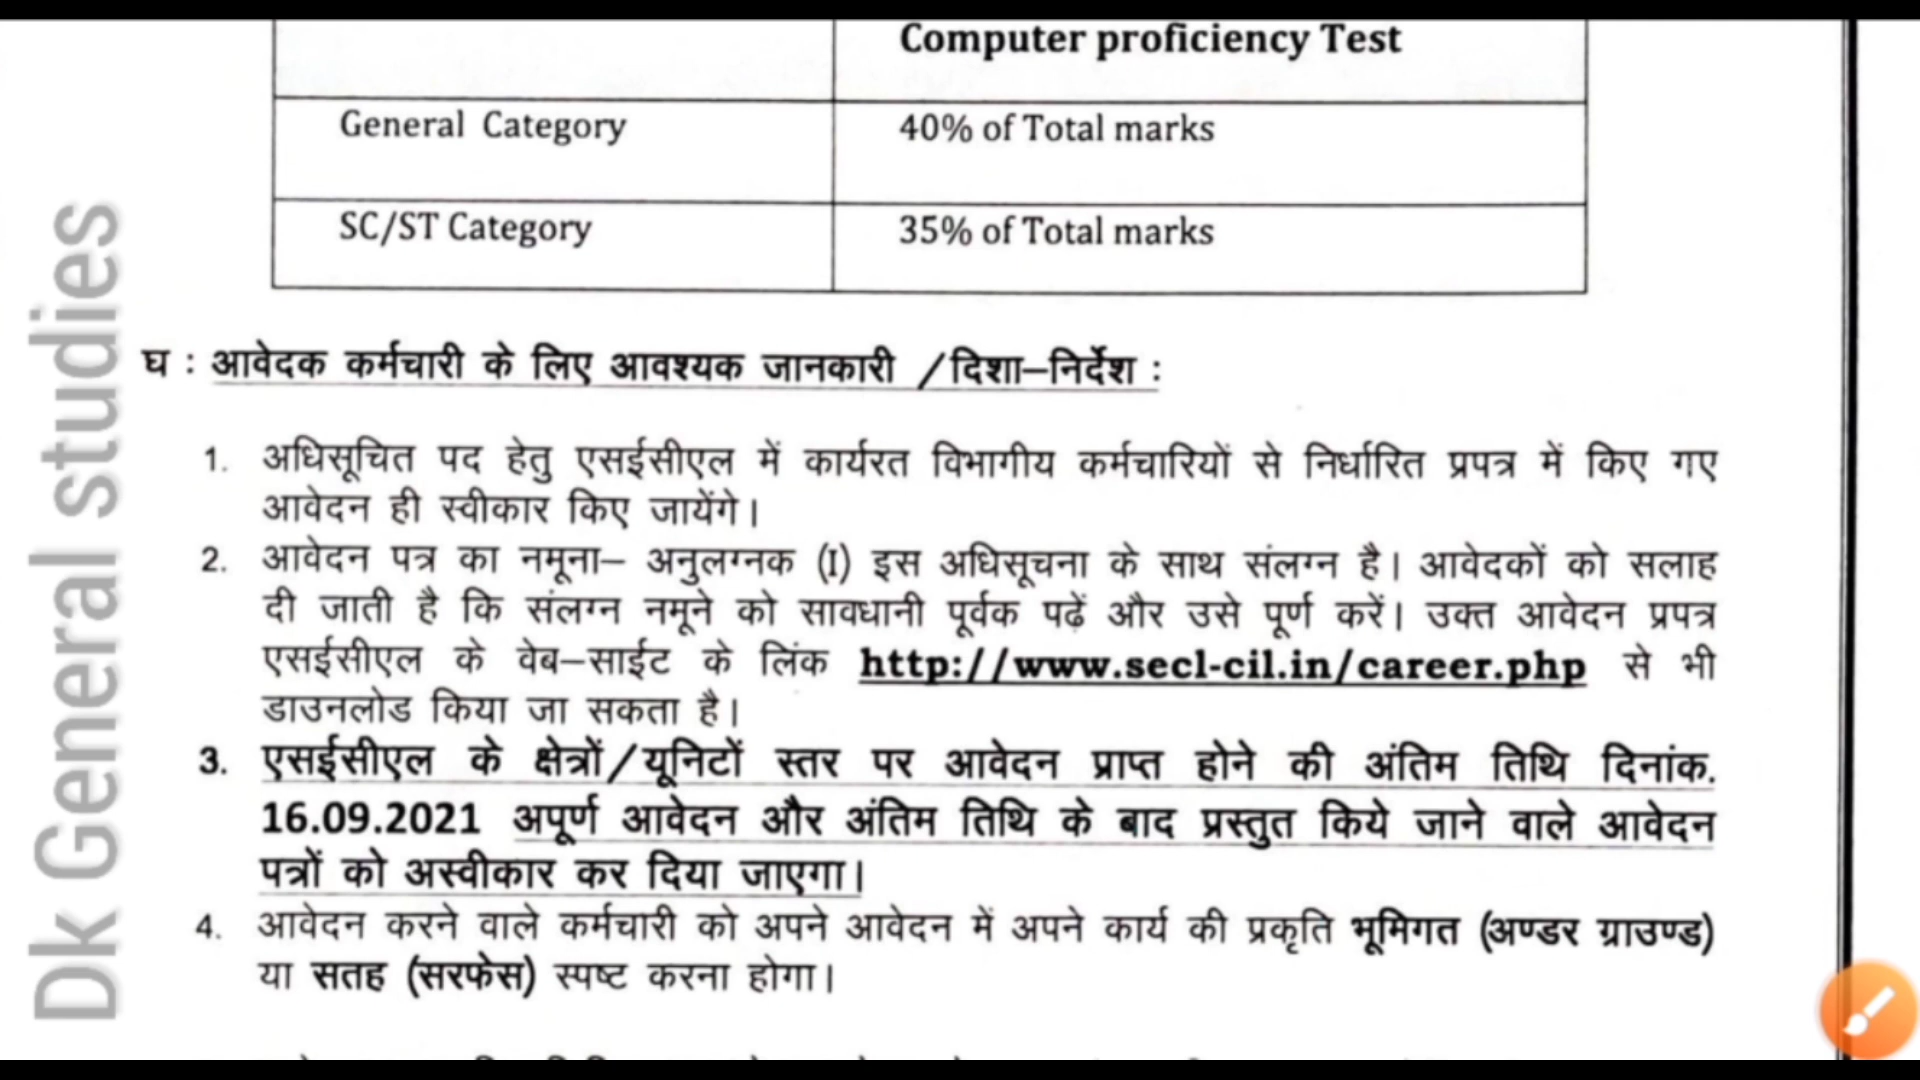 Computer proficiency Test
General Category 40% of Total marks
SC/ST Category 35% of Total marks
घ : आवेदक कर्मचारी के लिए आवश्यक जानकारी /दिशा–निर्देश :
1. अधिसूचित पद हेतु एसईसीएल में कार्यरत विभागीय कर्मचारियों से निर्धारित प्रपत्र में किए गए
आवेदन ही स्वीकार किए जायेंगे।
2. आवेदन पत्र का नमूना– अनुलग्नक (I) इस अधिसूचना के साथ संलग्न है। आवेदकों को सलाह
दी जाती है कि संलग्न नमूने को सावधानी पूर्वक पढें और उसे पूर्ण करें। उक्त आवेदन प्रपत्र
एसईसीएल के वेब–साईट के लिंक http://www.secl-cil.in/career.php से भी
डाउनलोड किया जा सकता है।
3. एसईसीएल के क्षेत्रों/यूनिटों स्तर पर आवेदन प्राप्त होने की अंतिम तिथि दिनांक.
16.09.2021 अपूर्ण आवेदन और अंतिम तिथि के बाद प्रस्तुत किये जाने वाले आवेदन
पत्रों को अस्वीकार कर दिया जाएगा।
4. आवेदन करने वाले कर्मचारी को अपने आवेदन में अपने कार्य की प्रकृति भूमिगत (अण्डर ग्राउण्ड)
या सतह (सरफेस) स्पष्ट करना होगा।
Dk General studies